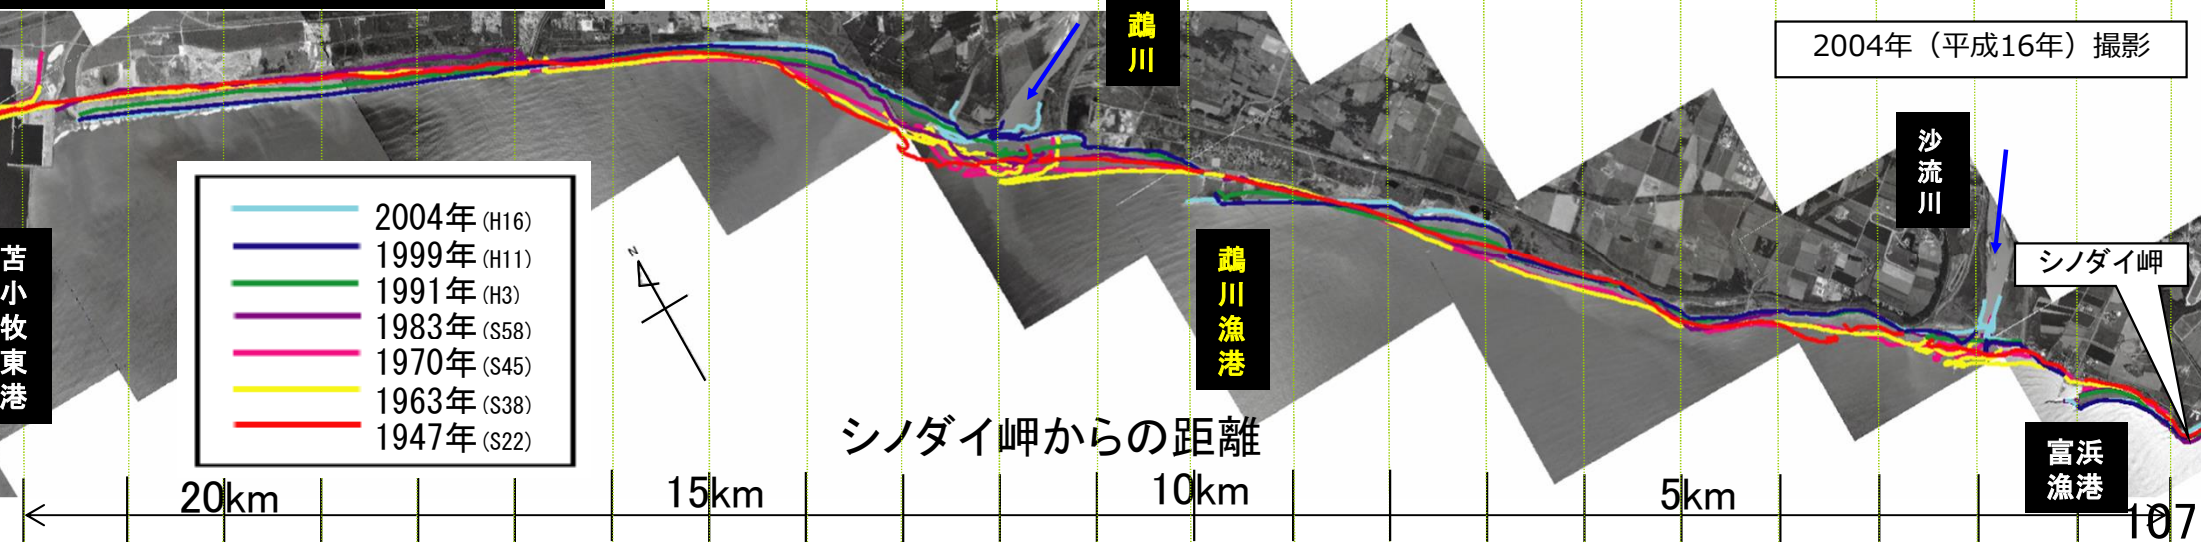 鵡川
2004年（平成16年）撮影
沙流川
シノダイ岬
苫小牧東港
2004年(H16)
1999年(H11)
1991年(H3)
1983年(S58)
1970年(S45)
1963年(S38)
1947年(S22)
N
鵡川漁港
シノダイ岬からの距離
富浜
漁港
20km
15km
10km
5km
107